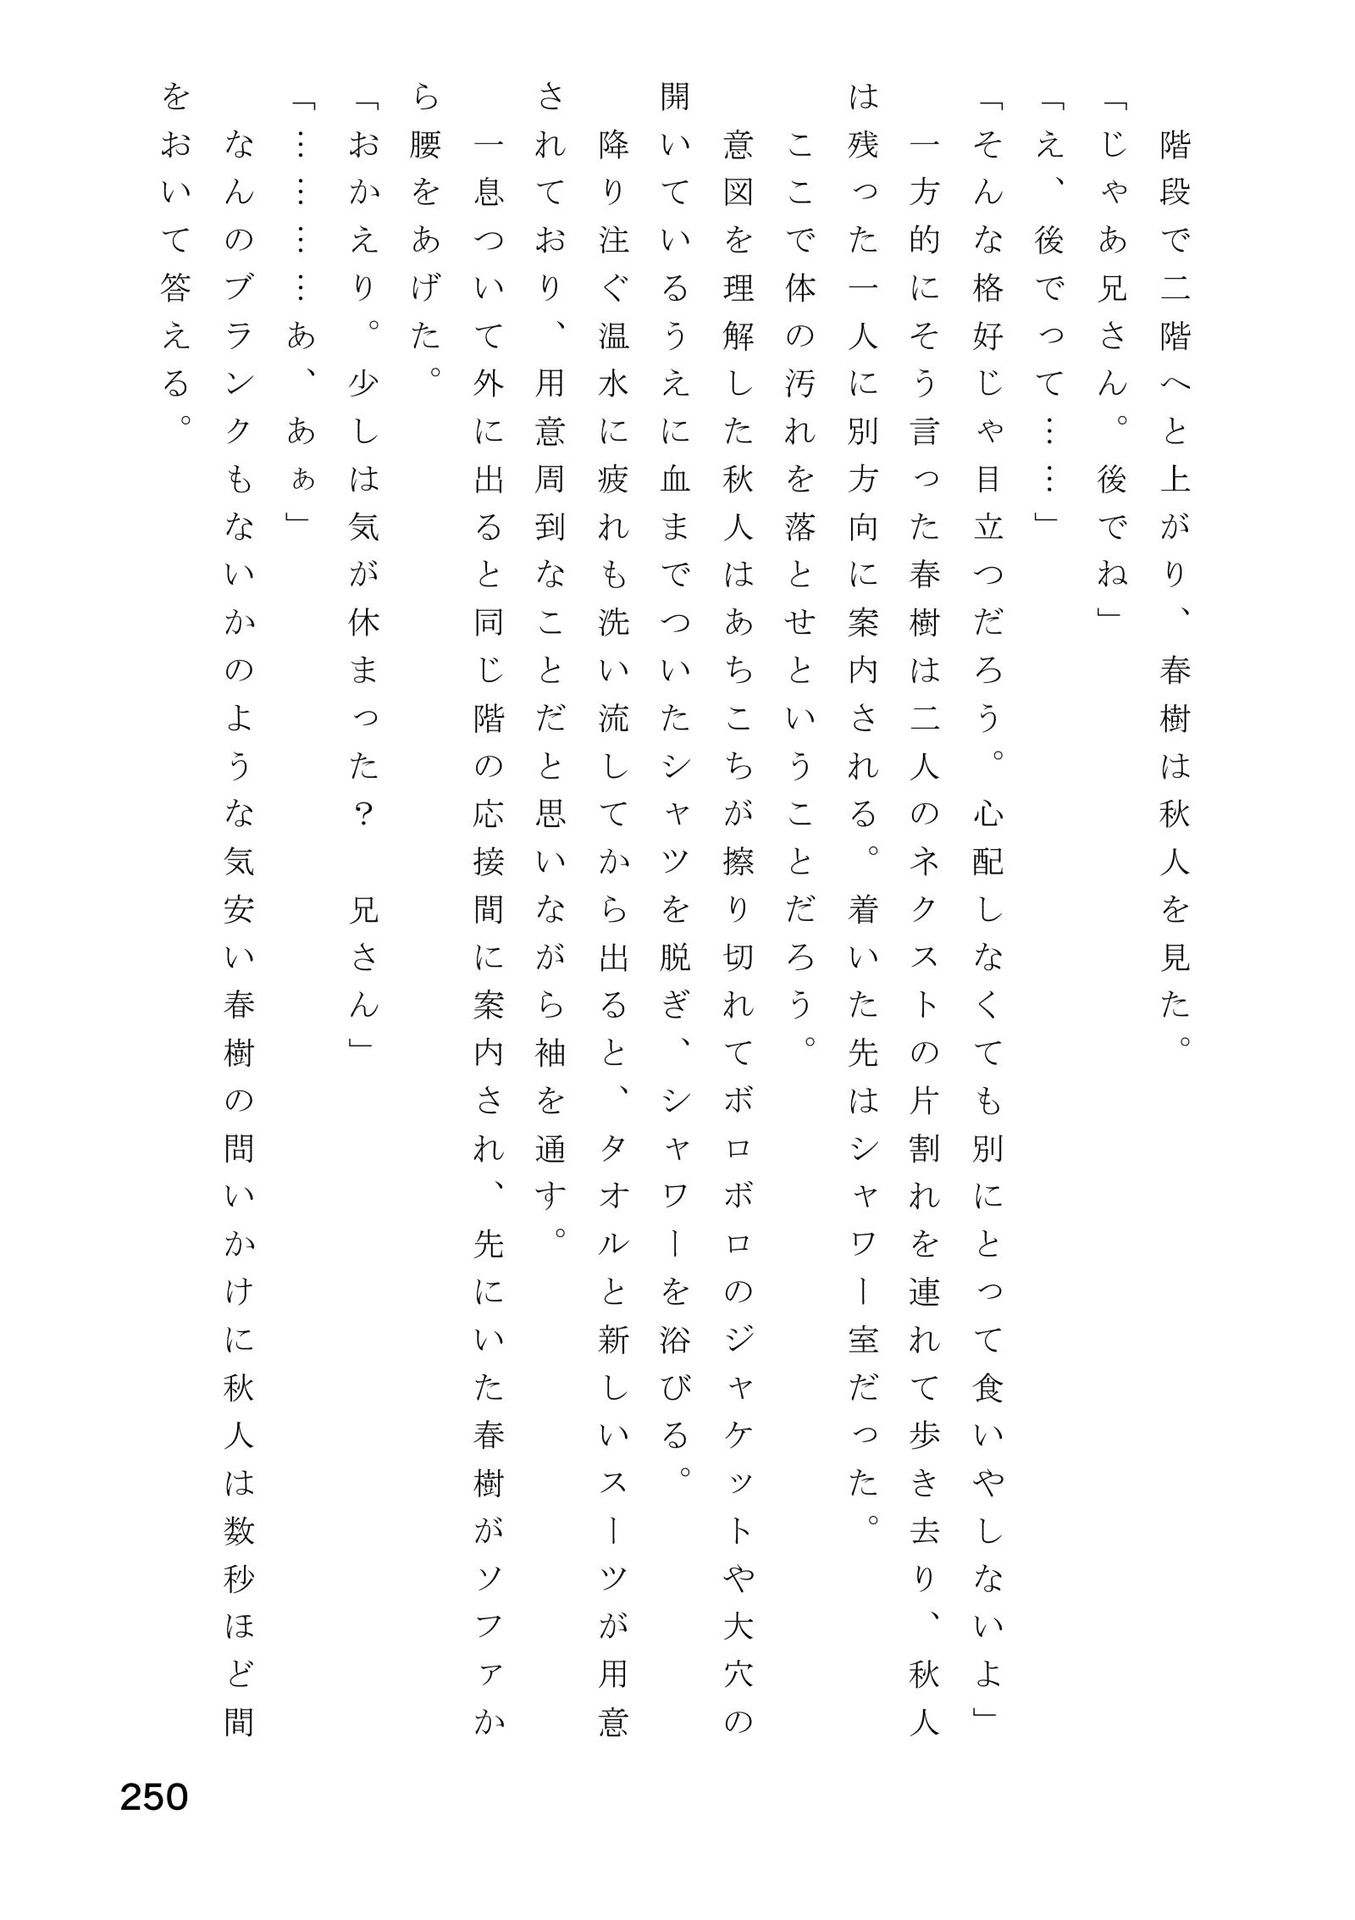 階段で二階へと上がり、春樹は秋人を見た。
「じゃあ兄さん。後でね」
「え、後でって……」
「そんな格好じゃ目立つだろう。心配しなくても別にとって食いやしないよ」
　一方的にそう言った春樹は二人のネクストの片割れを連れて歩き去り、秋人
は残った一人に別方向に案内される。着いた先はシャワー室だった。
　ここで体の汚れを落とせということだろう。
　意図を理解した秋人はあちこちが擦り切れてボロボロのジャケットや大穴の
開いているうえに血までついたシャツを脱ぎ、シャワーを浴びる。
　降り注ぐ温水に疲れも洗い流してから出ると、タオルと新しいスーツが用意
されており、用意周到なことだと思いながら袖を通す。
　一息ついて外に出ると同じ階の応接間に案内され、先にいた春樹がソファか
ら腰をあげた。
「おかえり。少しは気が休まった？　兄さん」
「…………あ、あぁ」
　なんのブランクもないかのような気安い春樹の問いかけに秋人は数秒ほど間
をおいて答える。
250